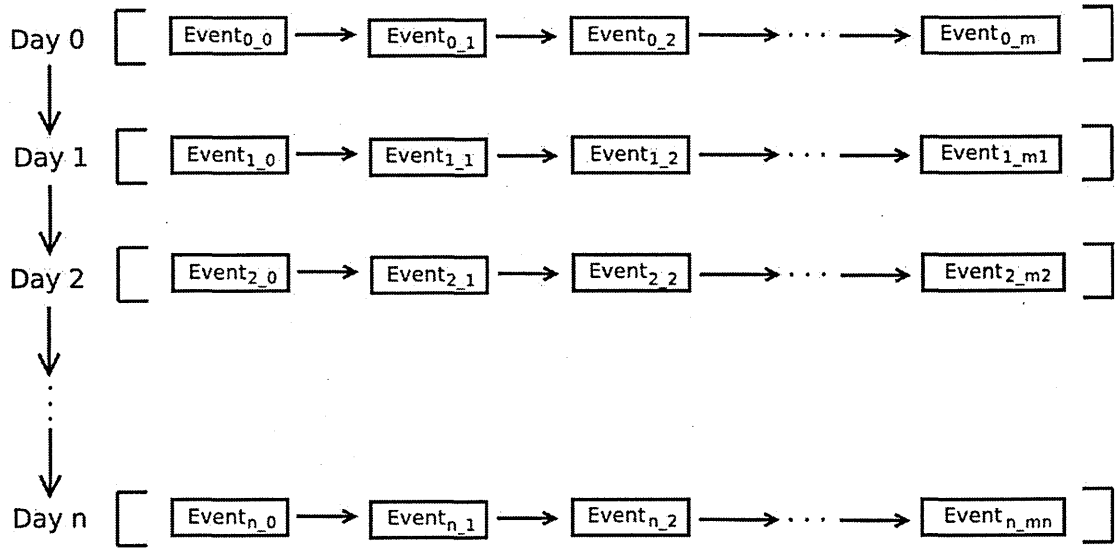 Day 0 [ Event0_0 Event0_1 Event0_2 ... Event0_m ]
Day 1 [ Event1_0 Event1_1 Event1_2 ... Event1_m1 ]
Day 2 [ Event2_0 Event2_1 Event2_2 ... Event2_m2 ]
...
Day n [ Eventn_0 Eventn_1 Eventn_2 ... Eventn_mn ]